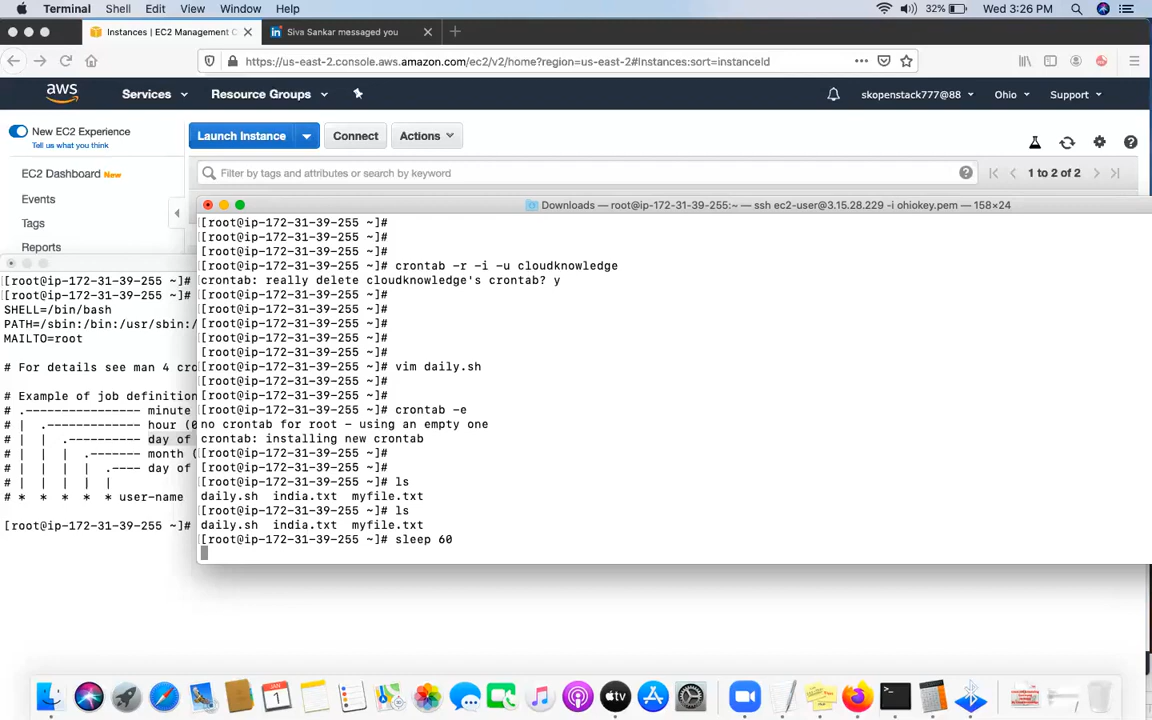 Terminal Shell Edit View Window Help 32% Wed 3:26 PM
Instances | EC2 Management C
Siva Sankar messaged you
https://us-east-2.console.aws.amazon.com/ec2/v2/home?region=us-east-2#Instances:sort=instanceId
aws Services Resource Groups skopenstack777@88 Ohio Support
New EC2 Experience
Tell us what you think
Launch Instance Connect Actions
EC2 Dashboard New
Filter by tags and attributes or search by keyword
1 to 2 of 2
Events
Tags
Reports
Downloads — root@ip-172-31-39-255:~ — ssh ec2-user@3.15.28.229 -i ohiokey.pem — 158×24
[root@ip-172-31-39-255 ~]#
[root@ip-172-31-39-255 ~]#
[root@ip-172-31-39-255 ~]#
[root@ip-172-31-39-255 ~]# crontab -r -i -u cloudknowledge
crontab: really delete cloudknowledge's crontab? y
[root@ip-172-31-39-255 ~]#
[root@ip-172-31-39-255 ~]#
[root@ip-172-31-39-255 ~]#
[root@ip-172-31-39-255 ~]#
[root@ip-172-31-39-255 ~]#
[root@ip-172-31-39-255 ~]# vim daily.sh
[root@ip-172-31-39-255 ~]#
[root@ip-172-31-39-255 ~]#
[root@ip-172-31-39-255 ~]# crontab -e
no crontab for root - using an empty one
crontab: installing new crontab
[root@ip-172-31-39-255 ~]#
[root@ip-172-31-39-255 ~]#
[root@ip-172-31-39-255 ~]# ls
daily.sh india.txt myfile.txt
[root@ip-172-31-39-255 ~]# ls
daily.sh india.txt myfile.txt
[root@ip-172-31-39-255 ~]# sleep 60
[root@ip-172-31-39-255 ~]#
[root@ip-172-31-39-255 ~]#
SHELL=/bin/bash
PATH=/sbin:/bin:/usr/sbin:/
MAILTO=root
# For details see man 4 cro
# Example of job definition
# .---------------- minute
# | .------------- hour (0
# | | .---------- day of
# | | | .------- month (
# | | | | .---- day of
# | | | | |
# * * * * * user-name
[root@ip-172-31-39-255 ~]#